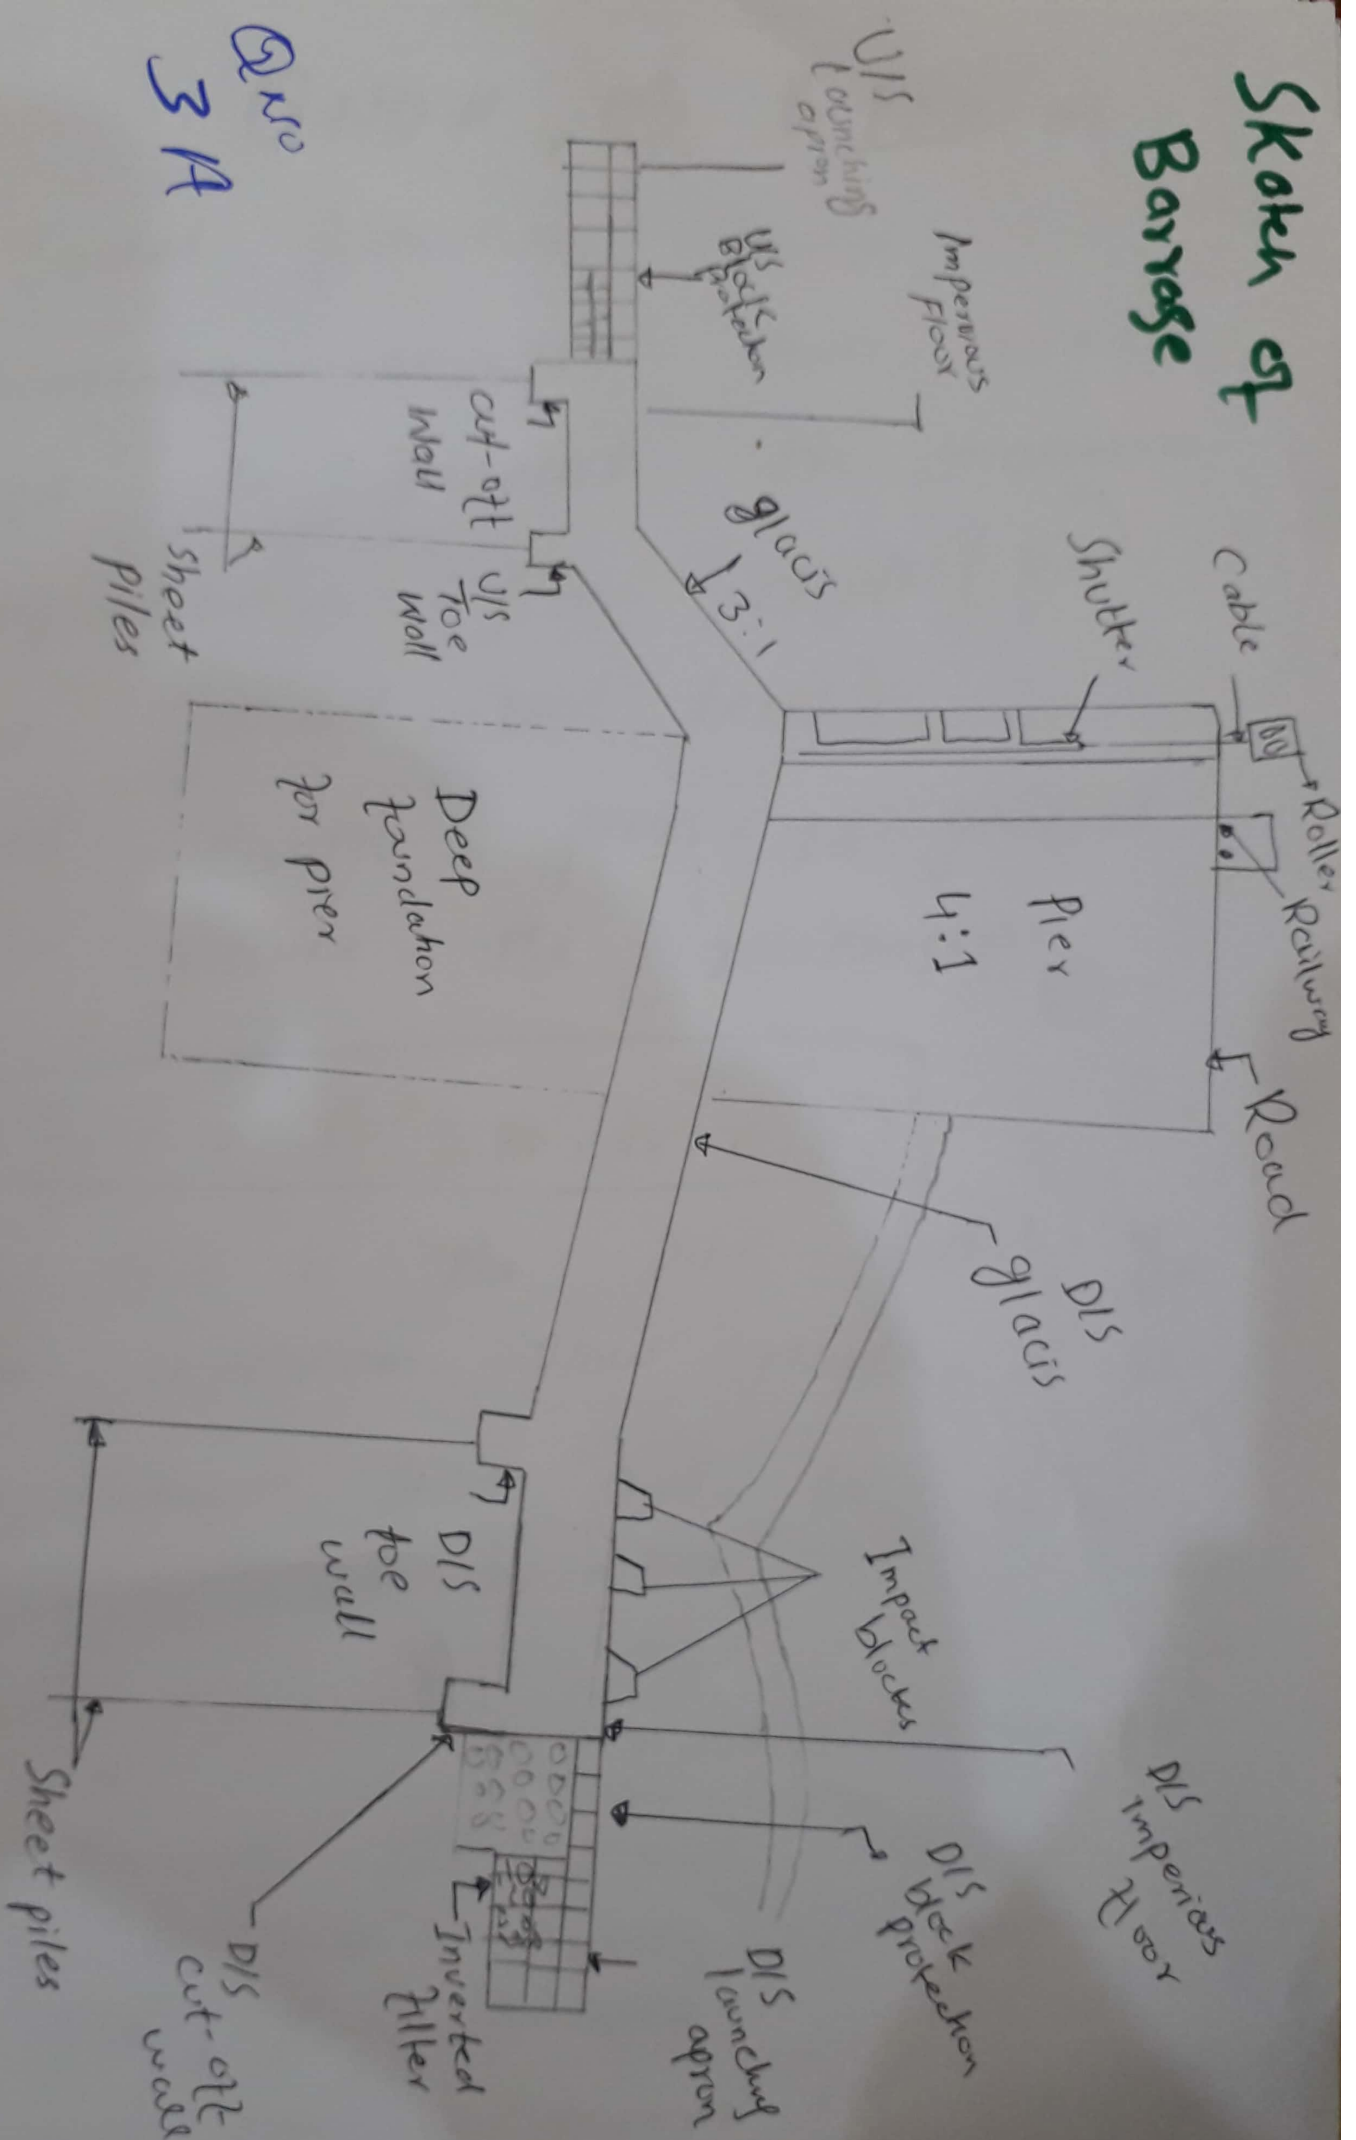 Sketch of
Barrage
Q NO
3 A
U/S
Launching
apron
U/S
Block
Protection
Impervious
Floor
glacis
3:1
Shutter
Cable
Roller
Railway
Road
Pier
4:1
cut-off
wall
U/S
Toe
wall
Sheet
Piles
Deep
foundation
for pier
D/S
glacis
Impact
blocks
D/S
impervious
floor
D/S
block
protection
D/S
launching
apron
D/S
toe
wall
Inverted
filter
D/S
cut-off
wall
Sheet piles